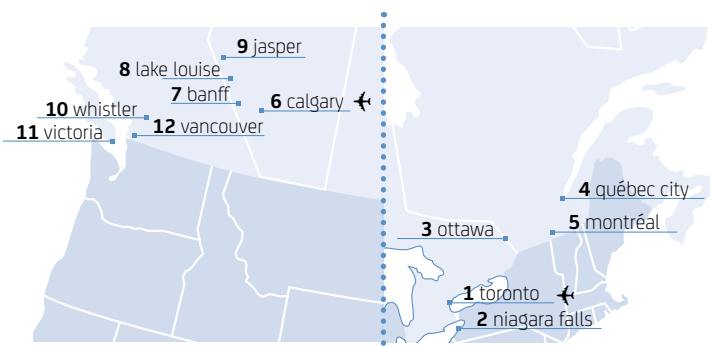 9 jasper
8 lake louise
7 banff
6 calgary
10 whistler
11 victoria
12 vancouver
4 québec city
5 montréal
3 ottawa
1 toronto
2 niagara falls